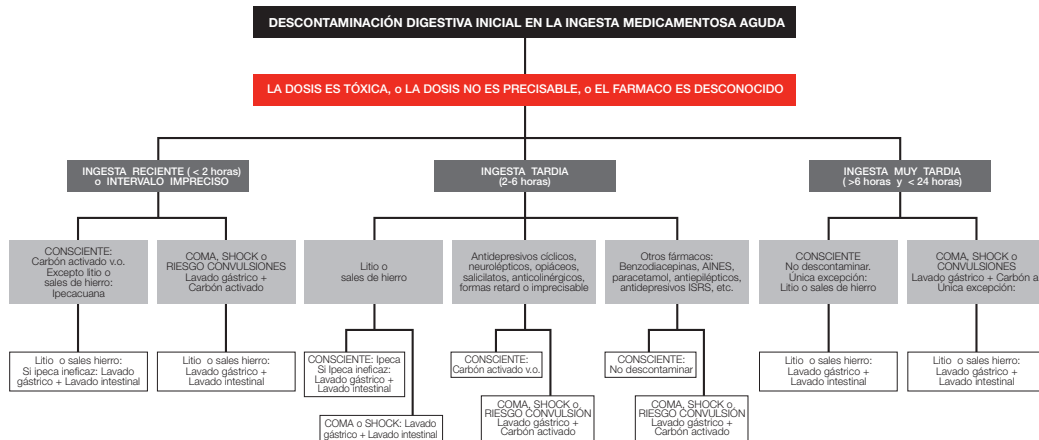 DESCONTAMINACIÓN DIGESTIVA INICIAL EN LA INGESTA MEDICAMENTOSA AGUDA
LA DOSIS ES TÓXICA, o LA DOSIS NO ES PRECISABLE, o EL FARMACO ES DESCONOCIDO
INGESTA RECIENTE ( < 2 horas)
o INTERVALO IMPRECISO
INGESTA TARDIA
(2-6 horas)
INGESTA MUY TARDIA
( >6 horas y < 24 horas)
CONSCIENTE:
Carbón activado v.o.
Excepto litio o
sales de hierro:
Ipecacuana
COMA, SHOCK o
RIESGO CONVULSIONES
Lavado gástrico +
Carbón activado
Litio o
sales de hierro
Antidepresivos cíclicos,
neurolépticos, opiáceos,
salicilatos, anticolinérgicos,
formas retard o imprecisable
Otros fármacos:
Benzodiacepinas, AINES,
paracetamol, antiepilépticos,
antidepresivos ISRS, etc.
CONSCIENTE
No descontaminar.
Única excepción:
Litio o sales de hierro
COMA, SHOCK o
CONVULSIONES
Lavado gástrico + Carbón a
Única excepción:
Litio o sales hierro:
Si ipeca ineficaz: Lavado
gástrico + Lavado intestinal
Litio o sales hierro:
Lavado gástrico +
Lavado intestinal
CONSCIENTE: Ipeca
Si Ipeca ineficaz:
Lavado gástrico +
Lavado intestinal
COMA o SHOCK: Lavado
gástrico + Lavado intestinal
CONSCIENTE:
Carbón activado v.o.
COMA, SHOCK o
RIESGO CONVULSIÓN
Lavado gástrico +
Carbón activado
CONSCIENTE:
No descontaminar
COMA, SHOCK o
RIESGO CONVULSIÓN
Lavado gástrico +
Carbón activado
Litio o sales hierro:
Lavado gástrico +
Lavado intestinal
Litio o sales hierro:
Lavado gástrico +
Lavado intestinal